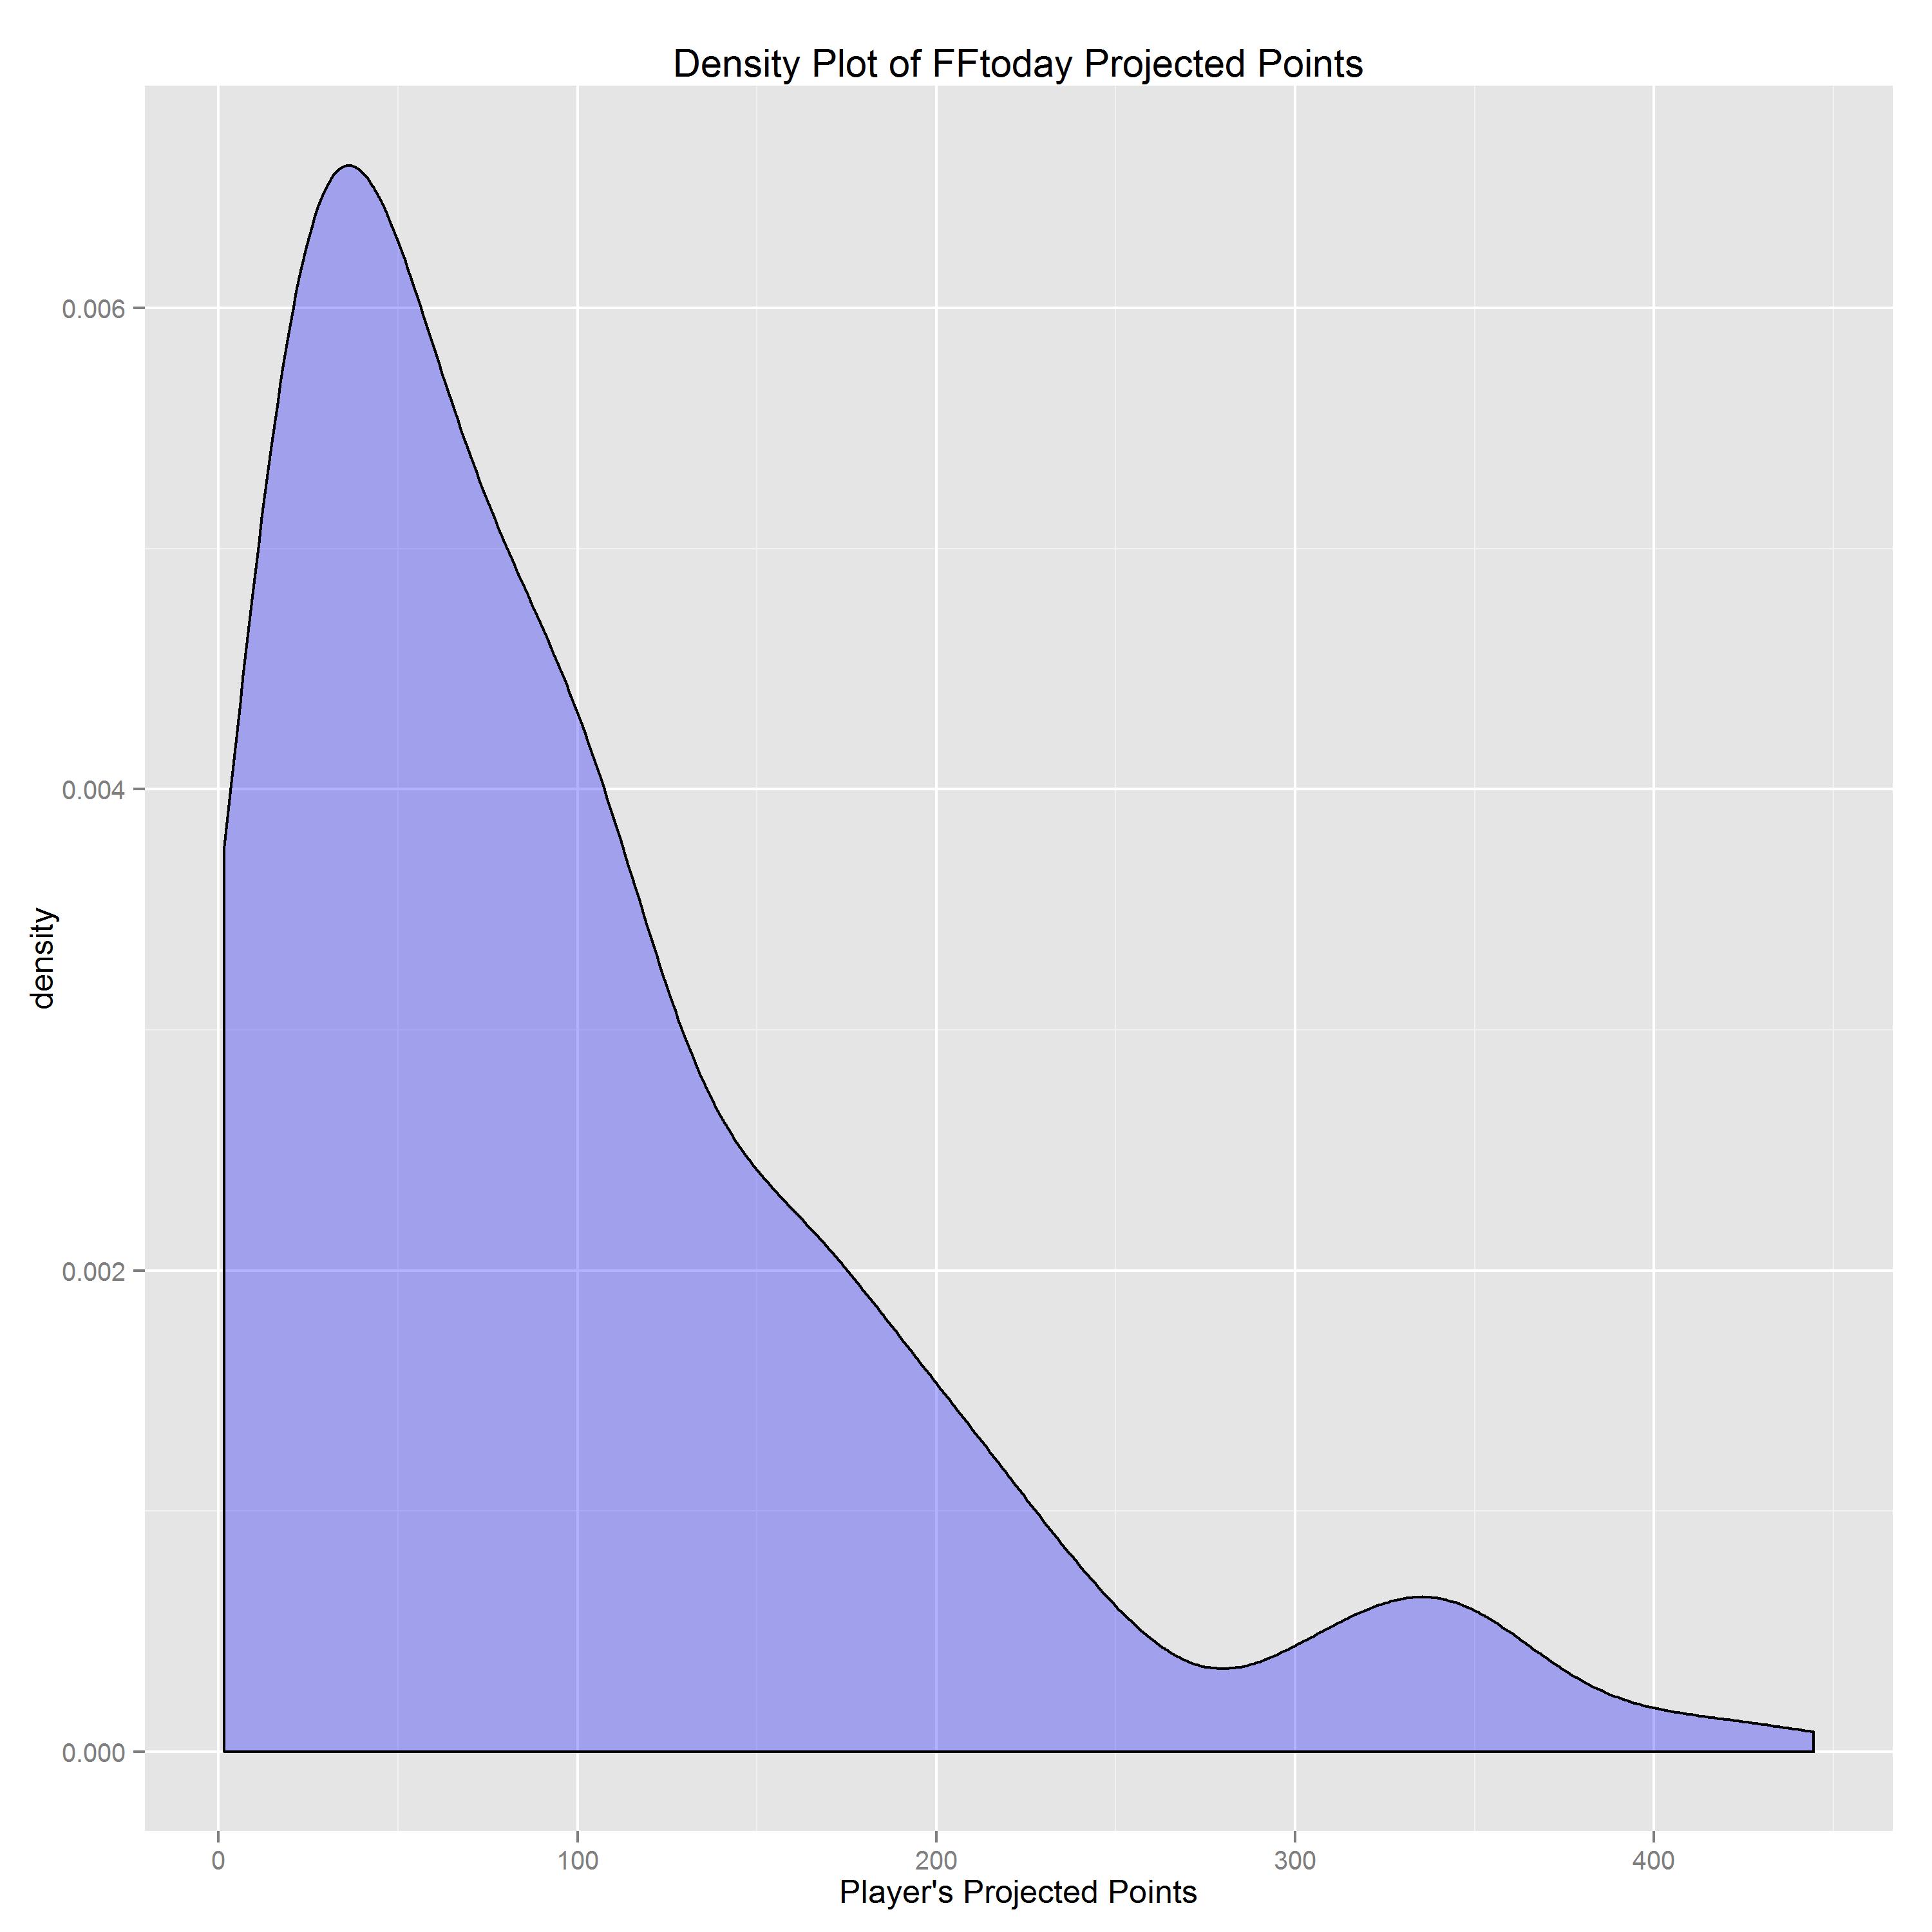 Density Plot of FFtoday Projected Points
density
0.006
0.004
0.002
0.000
0 100 200 300 400
Player's Projected Points